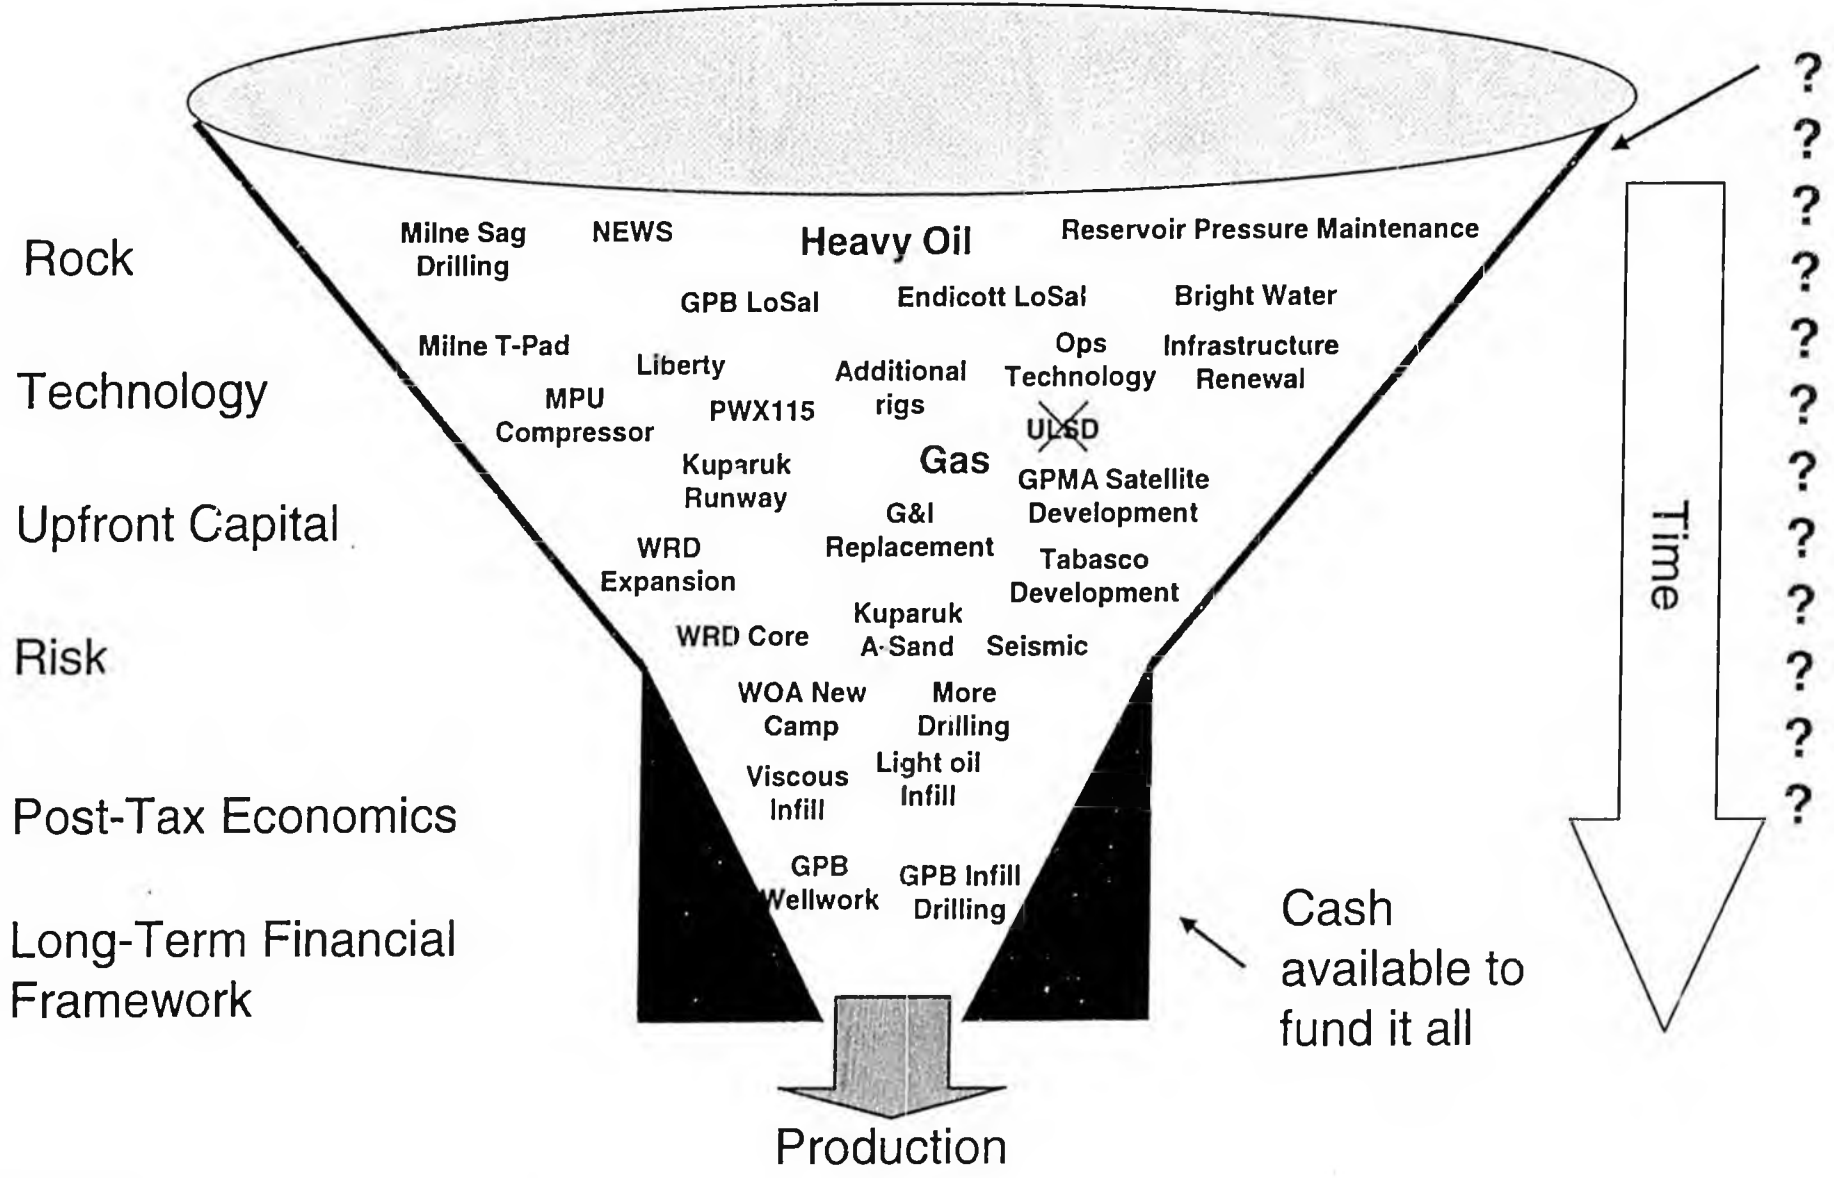 Rock
Technology
Upfront Capital
Risk
Post-Tax Economics
Long-Term Financial
Framework
Milne Sag
Drilling
NEWS
Heavy Oil
Reservoir Pressure Maintenance
GPB LoSal
Endicott LoSal
Bright Water
Milne T-Pad
Liberty
Additional
rigs
Ops
Technology
Infrastructure
Renewal
MPU
Compressor
PWX115
ULSD
Kuparuk
Runway
Gas
GPMA Satellite
Development
G&I
Replacement
WRD
Expansion
Tabasco
Development
WRD Core
Kuparuk
A-Sand
Seismic
WOA New
Camp
More
Drilling
Viscous
Infill
Light oil
Infill
GPB
Wellwork
GPB Infill
Drilling
Production
Cash
available to
fund it all
Time
?
?
?
?
?
?
?
?
?
?
?
?